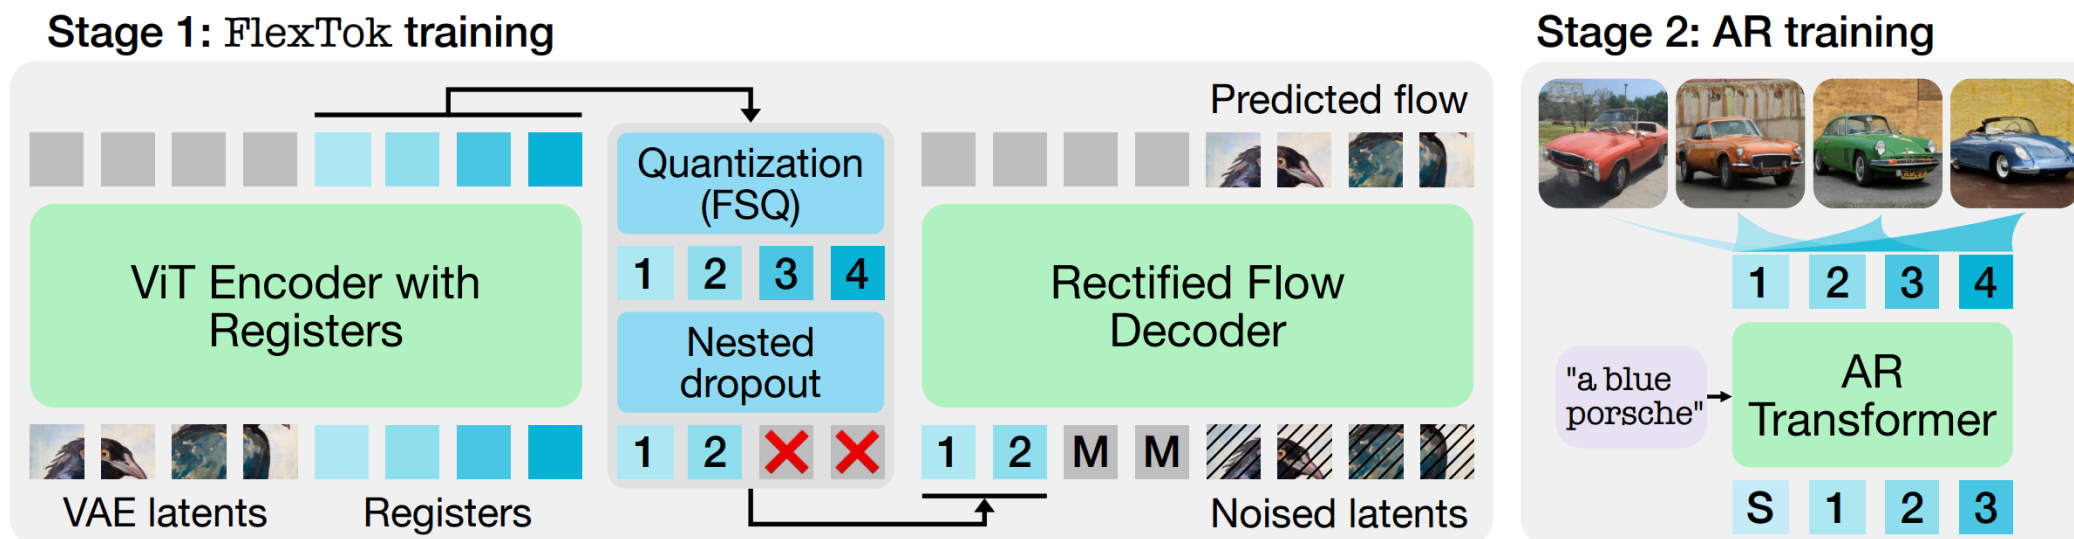 Stage 1: FlexTok training
Predicted flow
ViT Encoder with
Registers
VAE latents
Registers
Quantization
(FSQ)
1 2 3 4
Nested
dropout
1 2
Rectified Flow
Decoder
1 2 M M
Noised latents
Stage 2: AR training
1 2 3 4
"a blue
porsche"
AR
Transformer
S 1 2 3